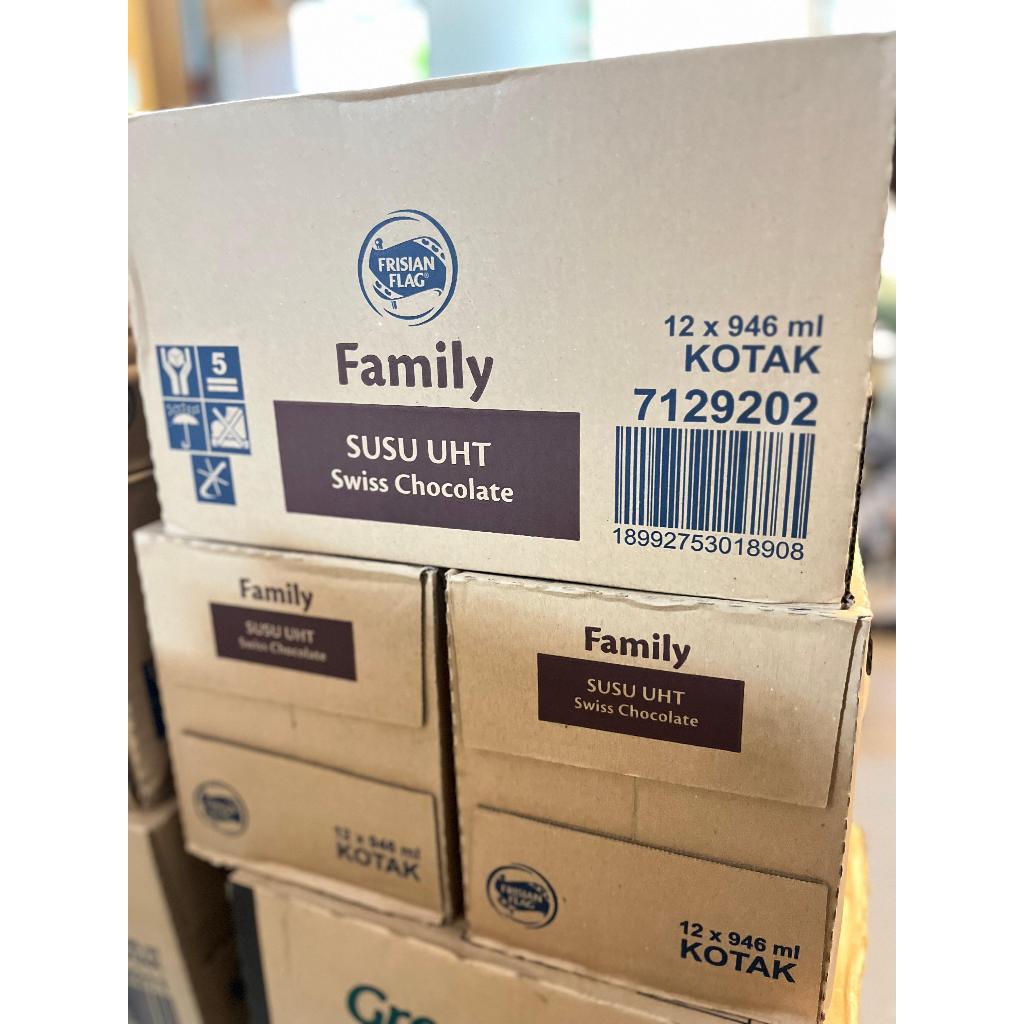 FRISIAN
FLAG®
Family
SUSU UHT
Swiss Chocolate
5
12 x 946 ml
KOTAK
7129202
18992753018908
Family
SUSU UHT
Swiss Chocolate
12 x 946 ml
KOTAK
Family
SUSU UHT
Swiss Chocolate
FRISIAN
FLAG
12 x 946 ml
KOTAK